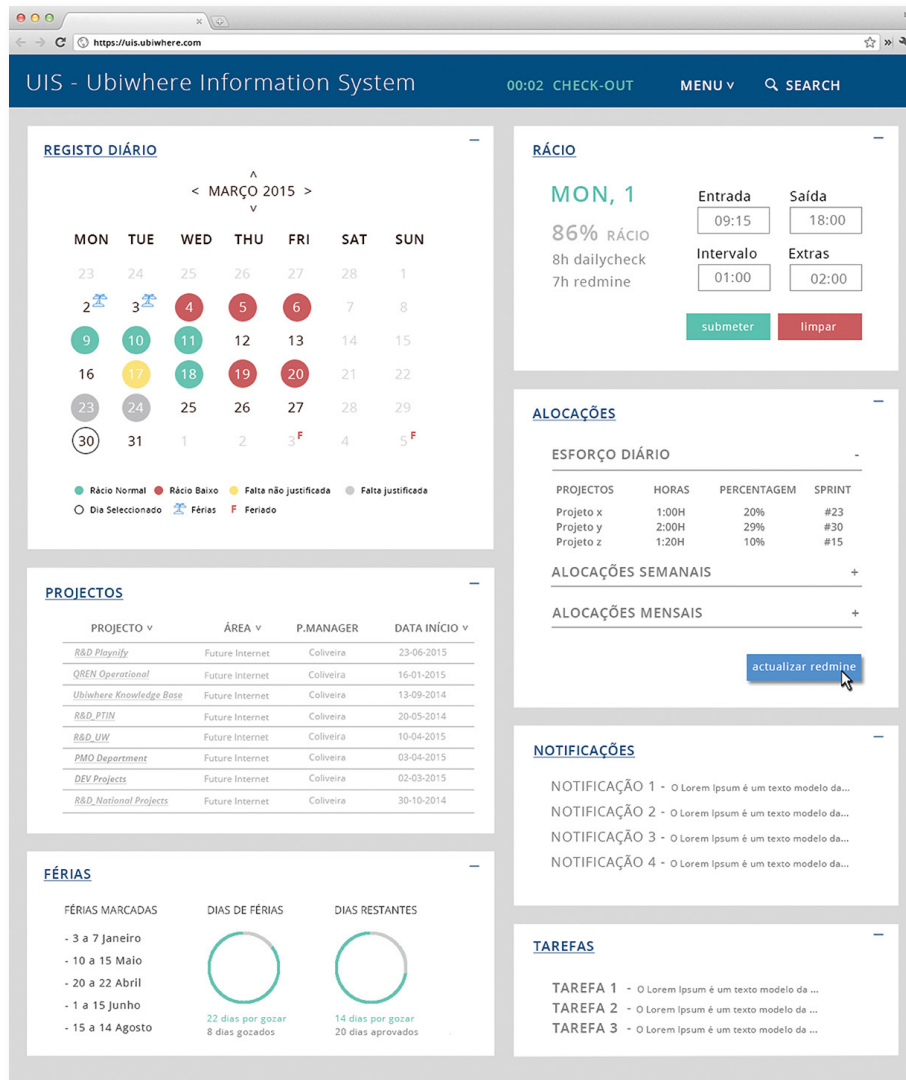 https://uis.ubiwhere.com
UIS - Ubiwhere Information System
00:02 CHECK-OUT
MENU
SEARCH
REGISTO DIÁRIO
< MARÇO 2015 >
MON TUE WED THU FRI SAT SUN
23 24 25 26 27 28 1
2 3 4 5 6 7 8
9 10 11 12 13 14 15
16 17 18 19 20 21 22
23 24 25 26 27 28 29
30 31 1 2 3 F 4 5 F
Rácio Normal Rácio Baixo Falta não justificada Falta justificada
Dia Seleccionado Férias F Feriado
PROJECTOS
PROJECTO ÁREA P.MANAGER DATA INÍCIO
R&D Playnify Future Internet Coliveira 23-06-2015
QREN Operational Future Internet Coliveira 16-01-2015
Ubiwhere Knowledge Base Future Internet Coliveira 13-09-2014
R&D_PTIN Future Internet Coliveira 20-05-2014
R&D_UW Future Internet Coliveira 10-04-2015
PMO Department Future Internet Coliveira 03-04-2015
DEV Projects Future Internet Coliveira 02-03-2015
R&D_National Projects Future Internet Coliveira 30-10-2014
FÉRIAS
FÉRIAS MARCADAS DIAS DE FÉRIAS DIAS RESTANTES
- 3 a 7 Janeiro
- 10 a 15 Maio
- 20 a 22 Abril
- 1 a 15 Junho
- 15 a 14 Agosto
22 dias por gozar
8 dias gozados
14 dias por gozar
20 dias aprovados
RÁCIO
MON, 1
86% RÁCIO
8h dailycheck
7h redmine
Entrada Saída
09:15 18:00
Intervalo Extras
01:00 02:00
submeter limpar
ALOCAÇÕES
ESFORÇO DIÁRIO -
PROJECTOS HORAS PERCENTAGEM SPRINT
Projeto x 1:00H 20% #23
Projeto y 2:00H 29% #30
Projeto z 1:20H 10% #15
ALOCAÇÕES SEMANAIS +
ALOCAÇÕES MENSAIS +
actualizar redmine
NOTIFICAÇÕES
NOTIFICAÇÃO 1 - O Lorem Ipsum é um texto modelo da...
NOTIFICAÇÃO 2 - O Lorem Ipsum é um texto modelo da...
NOTIFICAÇÃO 3 - O Lorem Ipsum é um texto modelo da...
NOTIFICAÇÃO 4 - O Lorem Ipsum é um texto modelo da...
TAREFAS
TAREFA 1 - O Lorem Ipsum é um texto modelo da ...
TAREFA 2 - O Lorem Ipsum é um texto modelo da ...
TAREFA 3 - O Lorem Ipsum é um texto modelo da ...